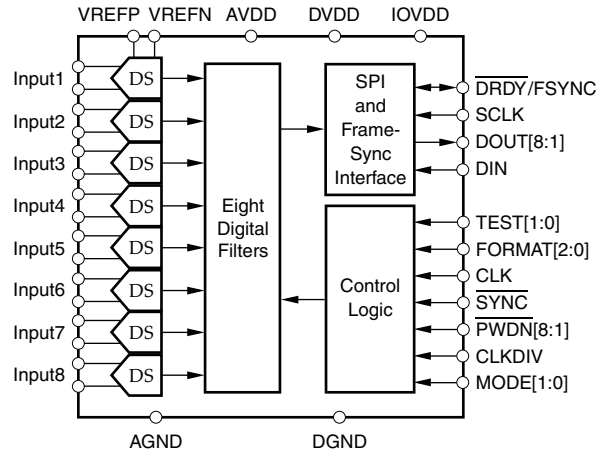 VREFP VREFN AVDD DVDD IOVDD
Input1
Input2
Input3
Input4
Input5
Input6
Input7
Input8
DS
DS
DS
DS
DS
DS
DS
DS
Eight
Digital
Filters
SPI
and
Frame-
Sync
Interface
Control
Logic
DRDY/FSYNC
SCLK
DOUT[8:1]
DIN
TEST[1:0]
FORMAT[2:0]
CLK
SYNC
PWDN[8:1]
CLKDIV
MODE[1:0]
AGND DGND